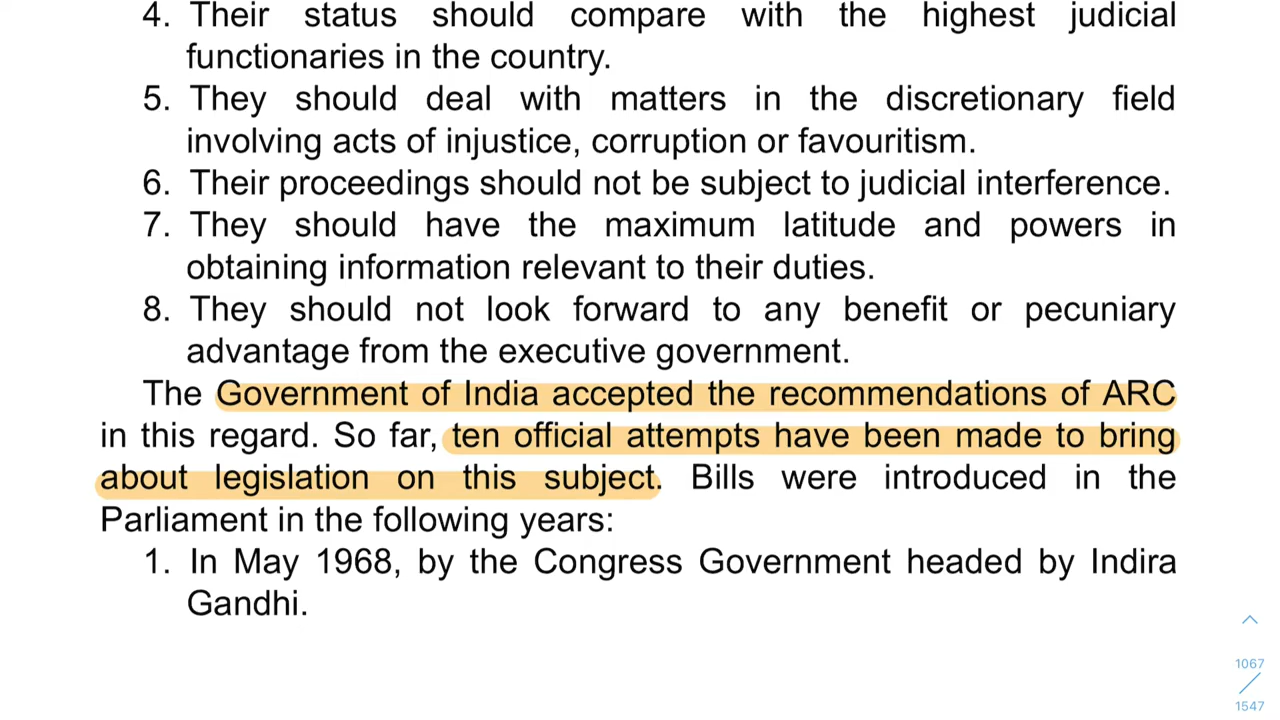 4. Their status should compare with the highest judicial
functionaries in the country.
5. They should deal with matters in the discretionary field
involving acts of injustice, corruption or favouritism.
6. Their proceedings should not be subject to judicial interference.
7. They should have the maximum latitude and powers in
obtaining information relevant to their duties.
8. They should not look forward to any benefit or pecuniary
advantage from the executive government.
The Government of India accepted the recommendations of ARC
in this regard. So far, ten official attempts have been made to bring
about legislation on this subject. Bills were introduced in the
Parliament in the following years:
1. In May 1968, by the Congress Government headed by Indira
Gandhi.
1067
1547